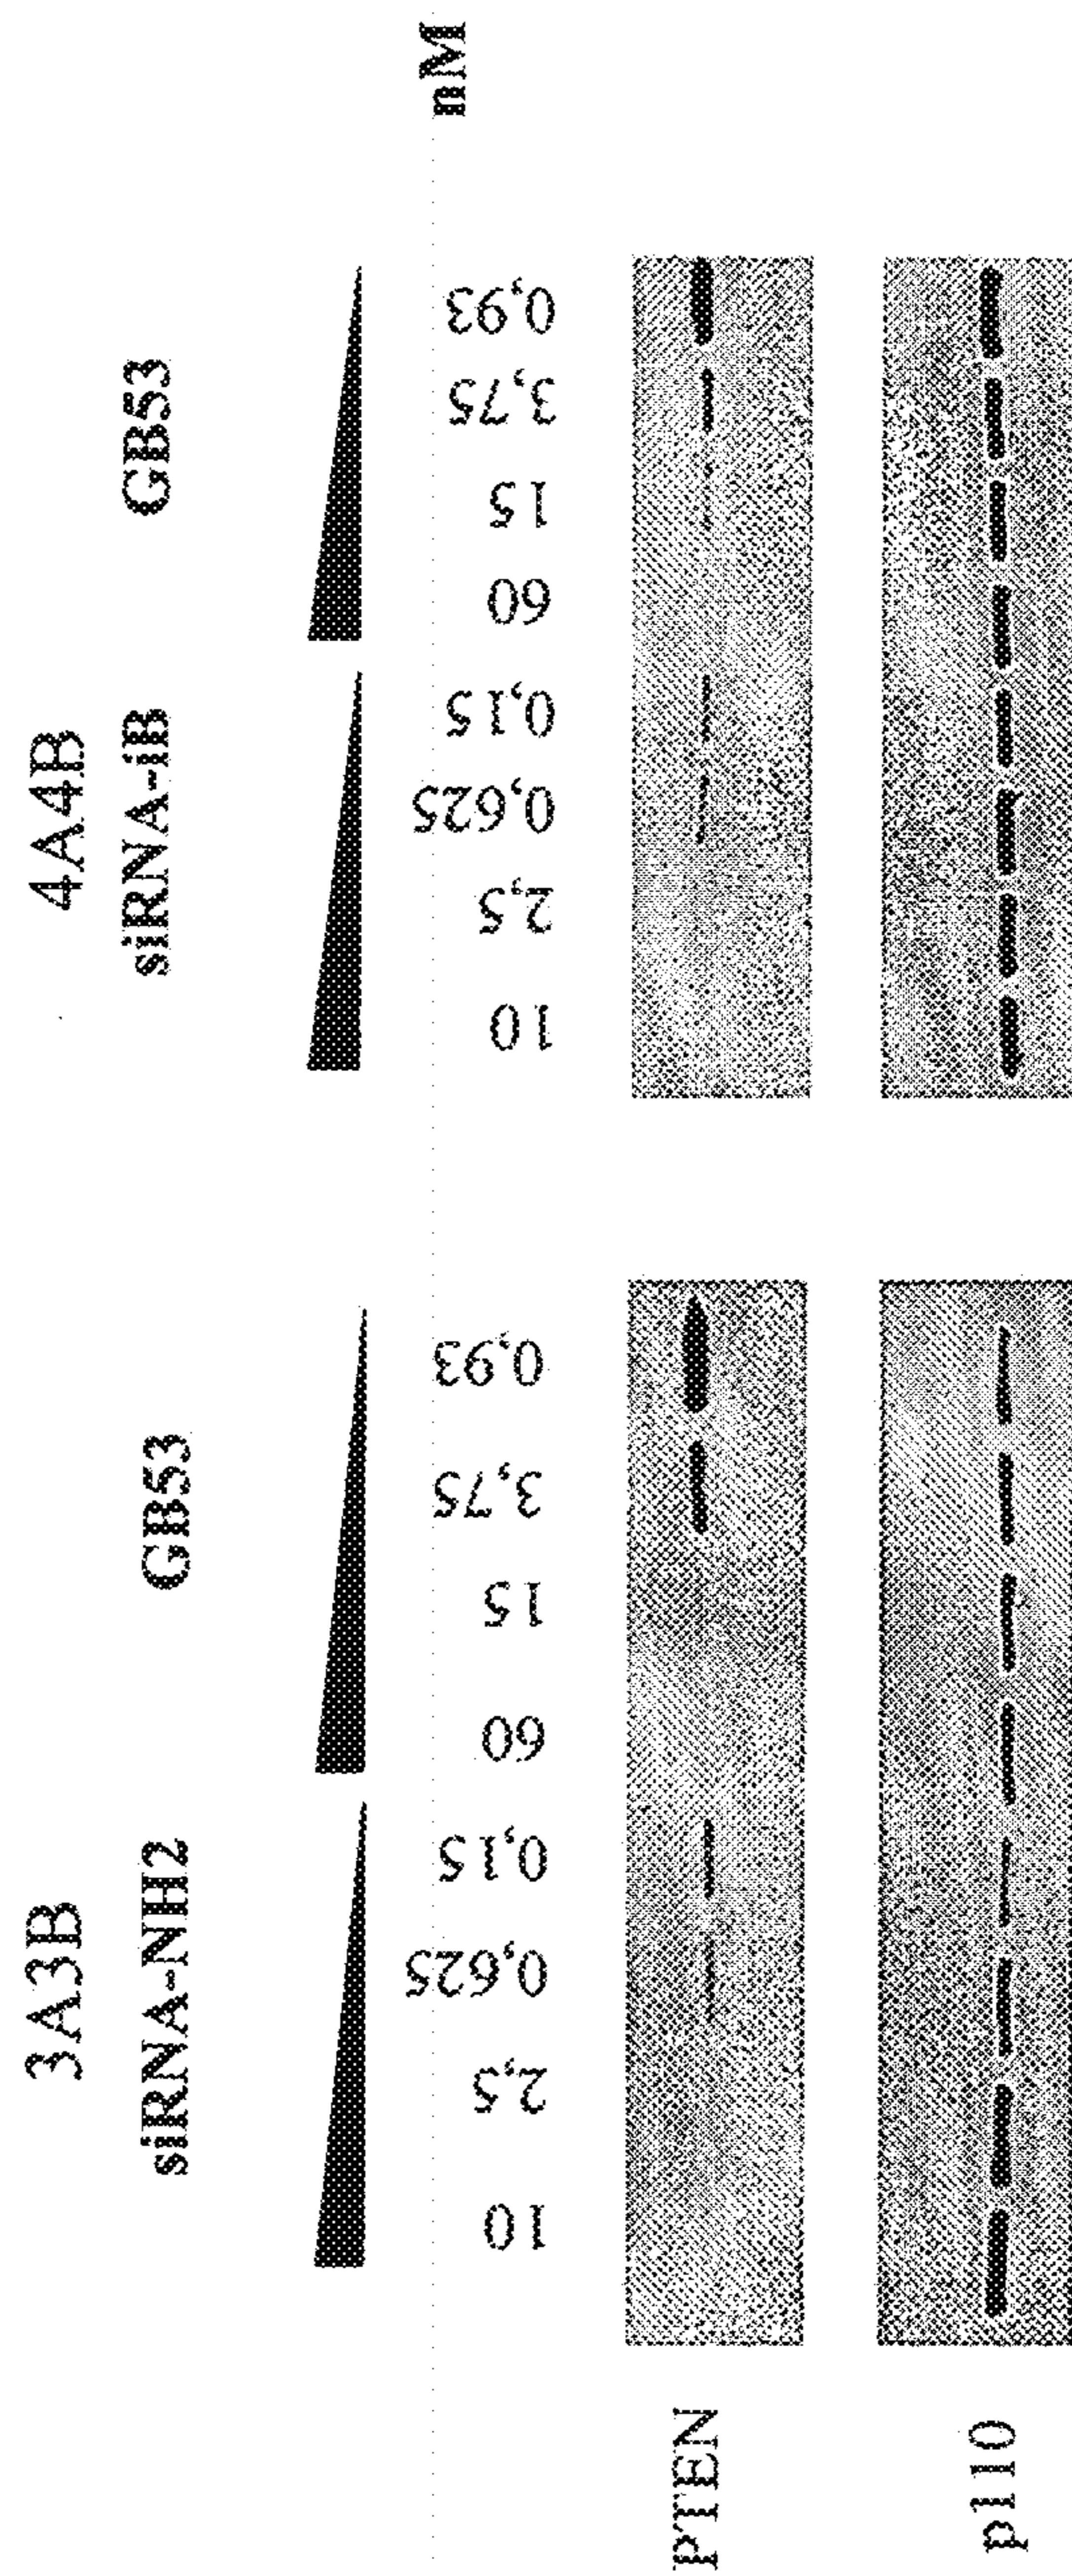 3A3B 4A4B
siRNA-NH2 GB53 siRNA-iB GB53
10 2,5 0,625 0,15 60 15 3,75 0,93 10 2,5 0,625 0,15 60 15 3,75 0,93 nM
PTEN
p110